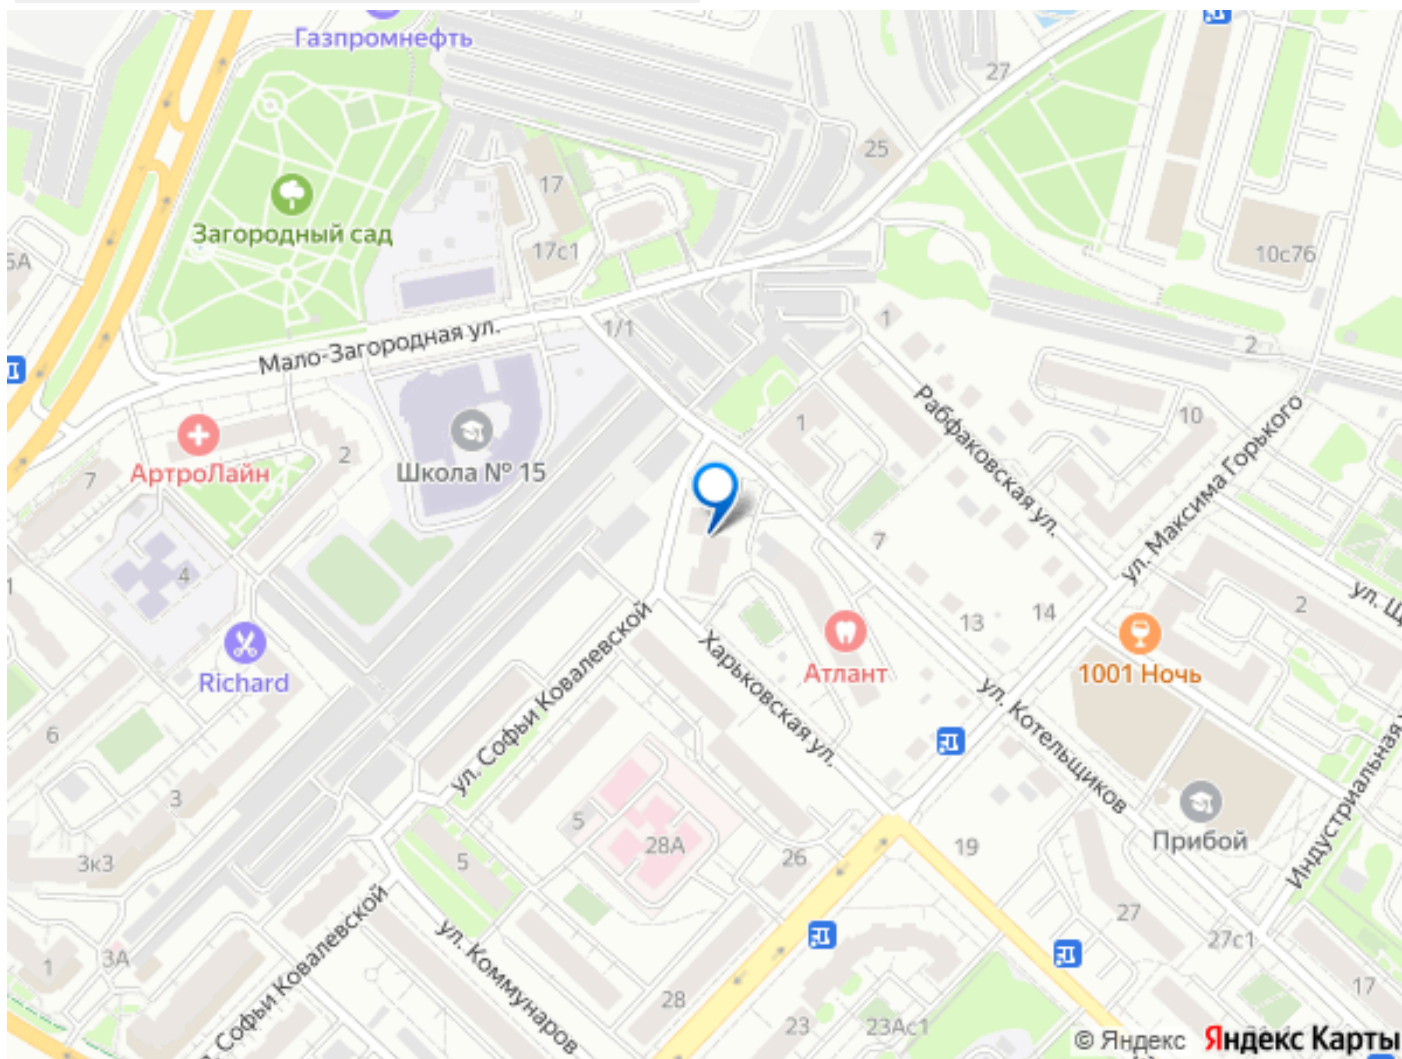 Газпромнефть
27
25
17
Загородный сад
17с1
10с76
5А
1/1
1
2
Мало-Загородная ул.
Рабфаковская ул.
10
ул. Максима Горького
1
2
АртроЛайн
7
Школа № 15
7
4
1
2
14
13
ул. Щ
Richard
Атлант
1001 Ночь
Харьковская ул.
ул. Софьи Ковалевской
ул. Котельщиков
6
3
Индустриальная
5
28А
26
19
Прибой
3к3
5
27
27с1
3А
1
Софьи Ковалевской
ул. Коммунаров
28
23
23Ас1
17
© Яндекс Яндекс Карты